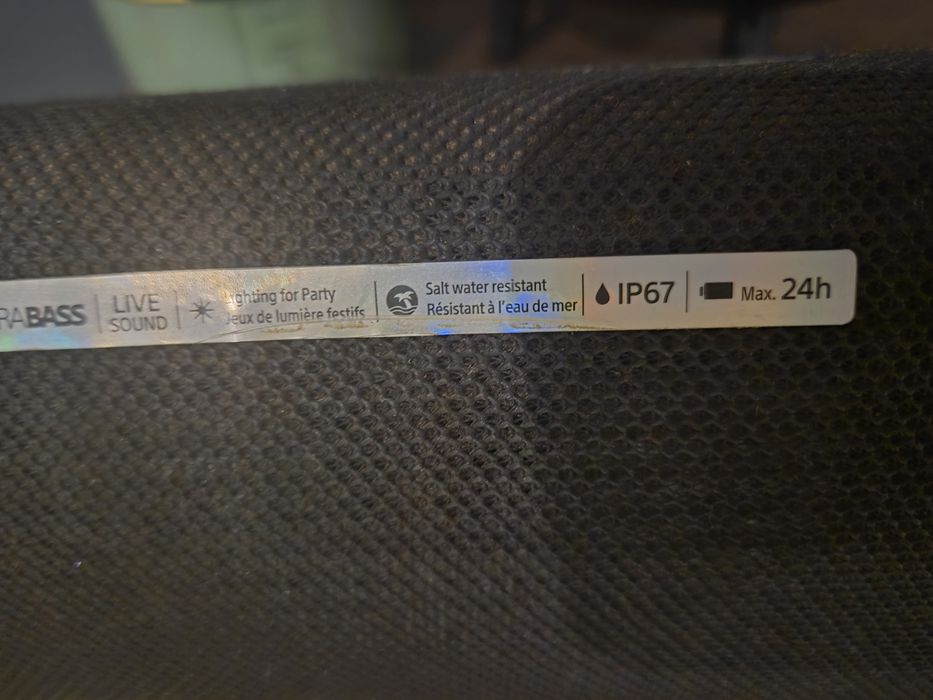 RABASS
LIVE
SOUND
Lighting for Party
Jeux de lumière festifs
Salt water resistant
Résistant à l'eau de mer
IP67
Max. 24h